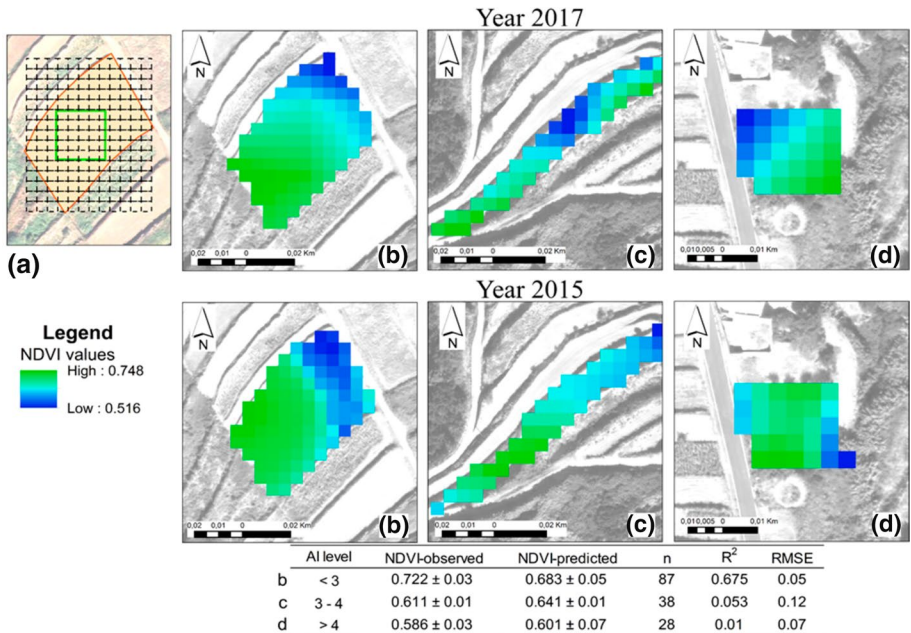 Year 2017
N
N
N
0,02 0,01 0 0,02 Km
(b)
0,02 0,01 0 0,02 Km
(c)
0,010,005 0 0,01 Km
(d)
(a)
Year 2015
N
N
N
Legend
NDVI values
High : 0.748
Low : 0.516
0,02 0,01 0 0,02 Km
(b)
0,02 0,01 0 0,02 Km
(c)
0,010,005 0 0,01 Km
(d)
AI level NDVI-observed NDVI-predicted n R² RMSE
b < 3 0.722 ± 0.03 0.683 ± 0.05 87 0.675 0.05
c 3 - 4 0.611 ± 0.01 0.641 ± 0.01 38 0.053 0.12
d > 4 0.586 ± 0.03 0.601 ± 0.07 28 0.01 0.07